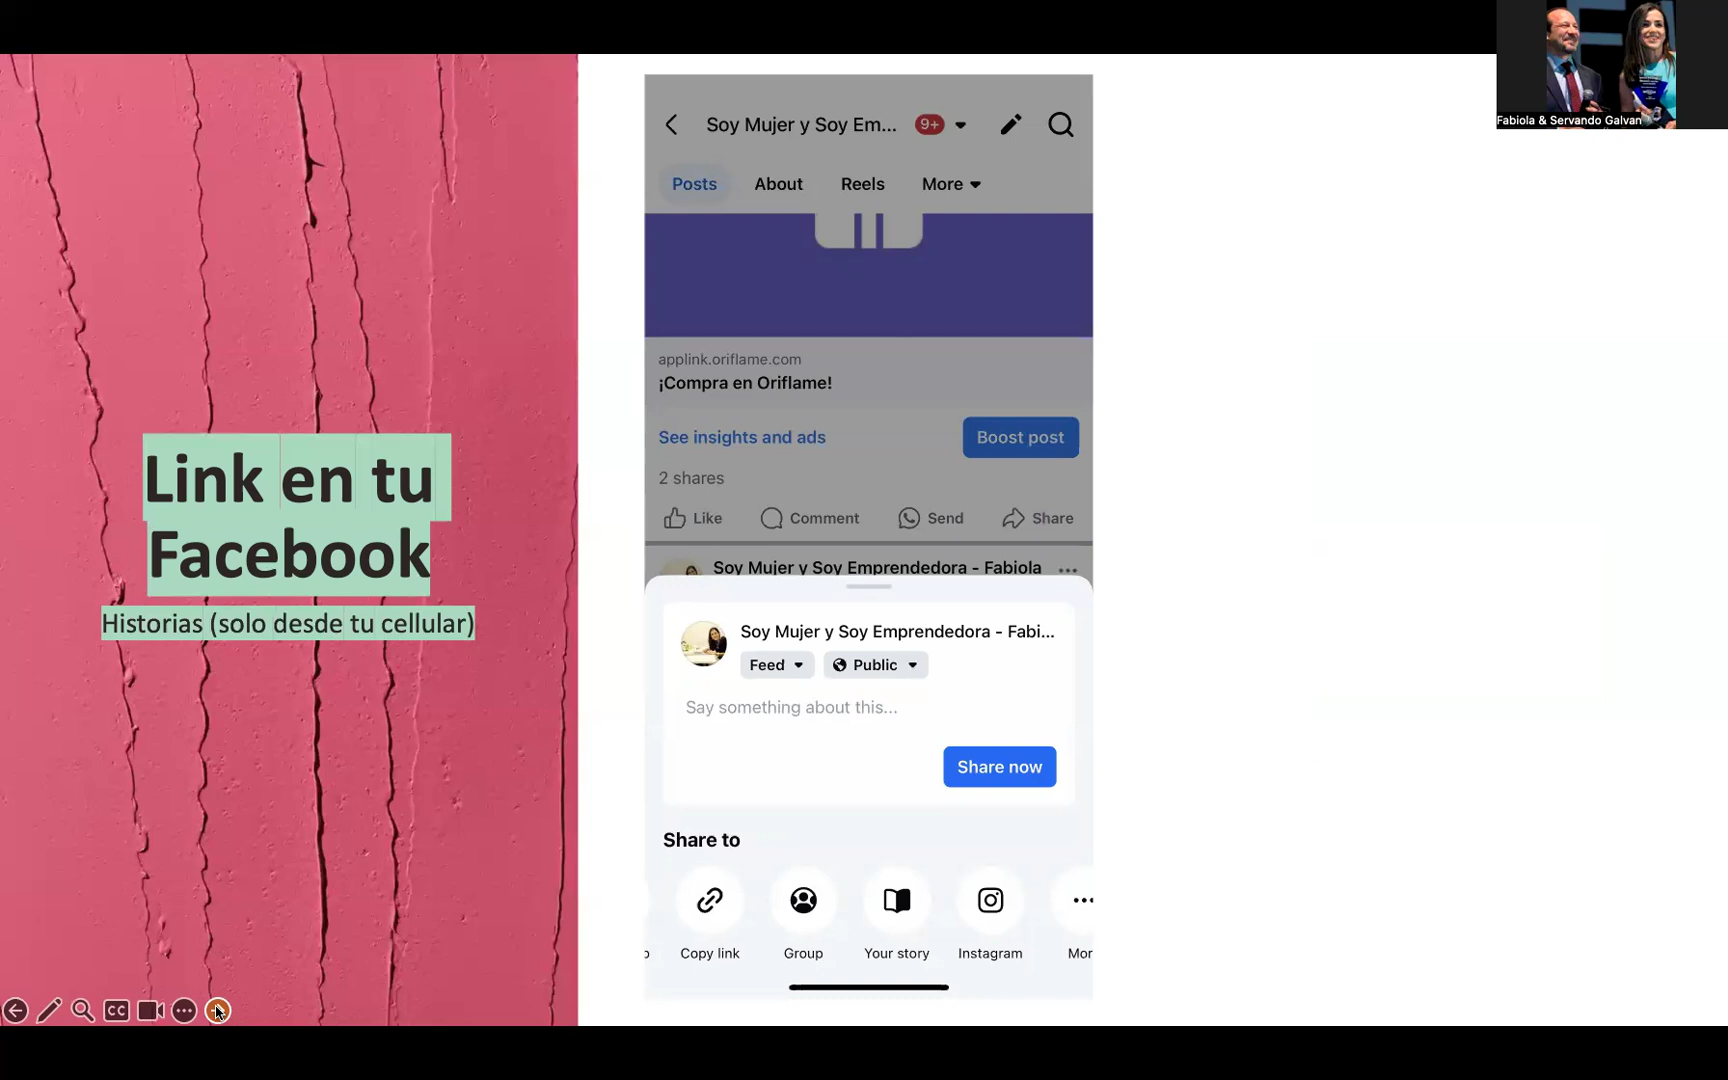 Fabiola & Servando Galvan
Link en tu
Facebook
Historias (solo desde tu cellular)
CC
Soy Mujer y Soy Em... 9+
Posts About Reels More
applink.oriflame.com
¡Compra en Oriflame!
See insights and ads Boost post
2 shares
Like Comment Send Share
Soy Mujer y Soy Emprendedora - Fabiola
Soy Mujer y Soy Emprendedora - Fabi...
Feed Public
Say something about this...
Share now
Share to
Copy link Group Your story Instagram Mor